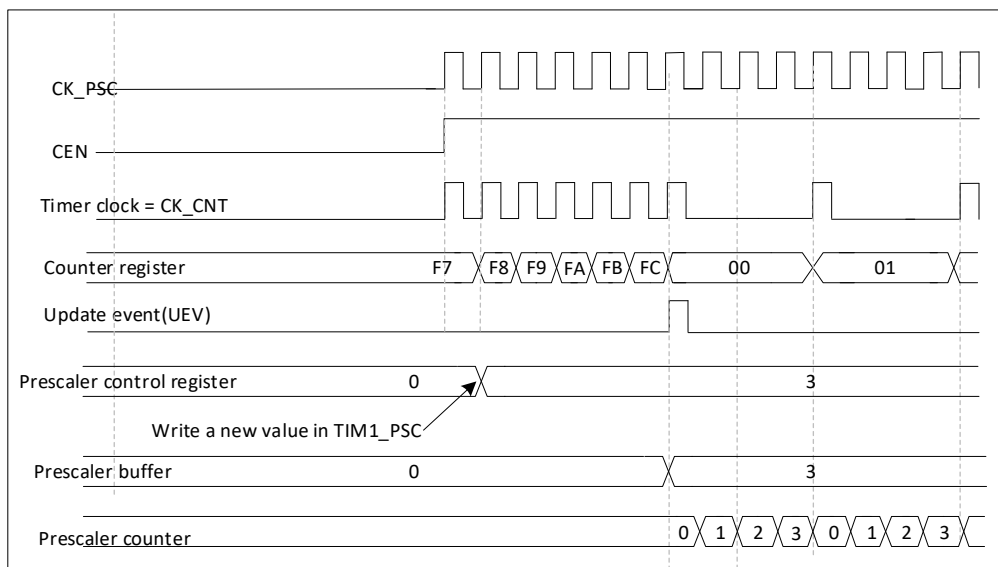 CK_PSC
CEN
Timer clock = CK_CNT
Counter register F7 F8 F9 FA FB FC 00 01
Update event(UEV)
Prescaler control register 0 3
Write a new value in TIM1_PSC
Prescaler buffer 0 3
Prescaler counter 0 1 2 3 0 1 2 3